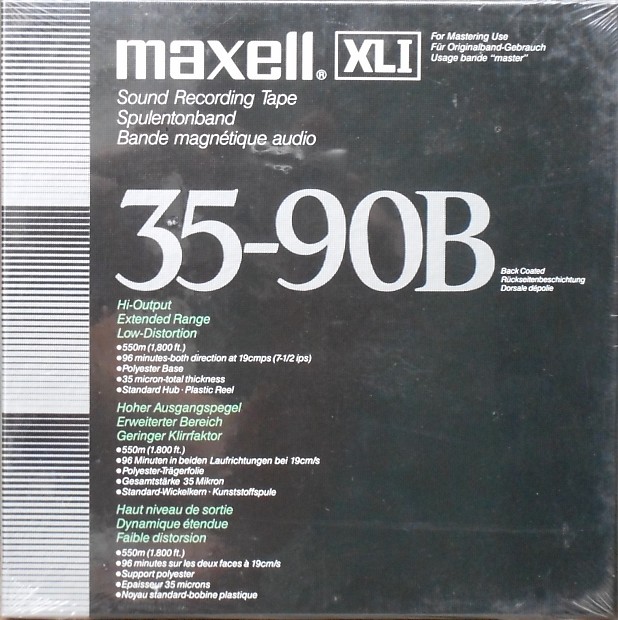 maxell® XLI
For Mastering Use
Für Originalband-Gebrauch
Usage bande "master"
Sound Recording Tape
Spulentonband
Bande magnétique audio
35-90B
Back Coated
Rückseitenbeschichtung
Dorsale dépolie
Hi-Output
Extended Range
Low-Distortion
●550m (1,800 ft.)
●96 minutes-both direction at 19cmps (7-1/2 ips)
●Polyester Base
●35 micron-total thickness
●Standard Hub · Plastic Reel
Hoher Ausgangspegel
Erweiterter Bereich
Geringer Klirrfaktor
●550m (1.800 ft.)
●96 Minuten in beiden Laufrichtungen bei 19cm/s
●Polyester-Trägerfolie
●Gesamtstärke 35 Mikron
●Standard-Wickelkern · Kunststoffspule
Haut niveau de sortie
Dynamique étendue
Faible distorsion
●550m (1.800 ft.)
●96 minutes sur les deux faces à 19cm/s
●Support polyester
●Epaisseur 35 microns
●Noyau standard-bobine plastique